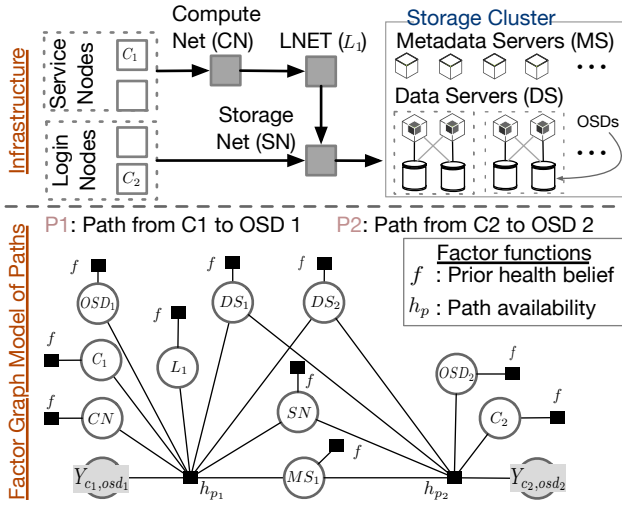 Infrastructure
Service Nodes
C1
Compute Net (CN)
LNET (L1)
Storage Cluster
Metadata Servers (MS)
...
Data Servers (DS)
OSDs
...
Storage Net (SN)
Login Nodes
C2
Factor Graph Model of Paths
P1: Path from C1 to OSD 1
P2: Path from C2 to OSD 2
Factor functions
f : Prior health belief
hp : Path availability
f
OSD1
f
L1
f
DS1
f
DS2
f
C1
f
CN
f
SN
f
OSD2
f
C2
f
MS1
Yc1,osd1
hp1
hp2
Yc2,osd2